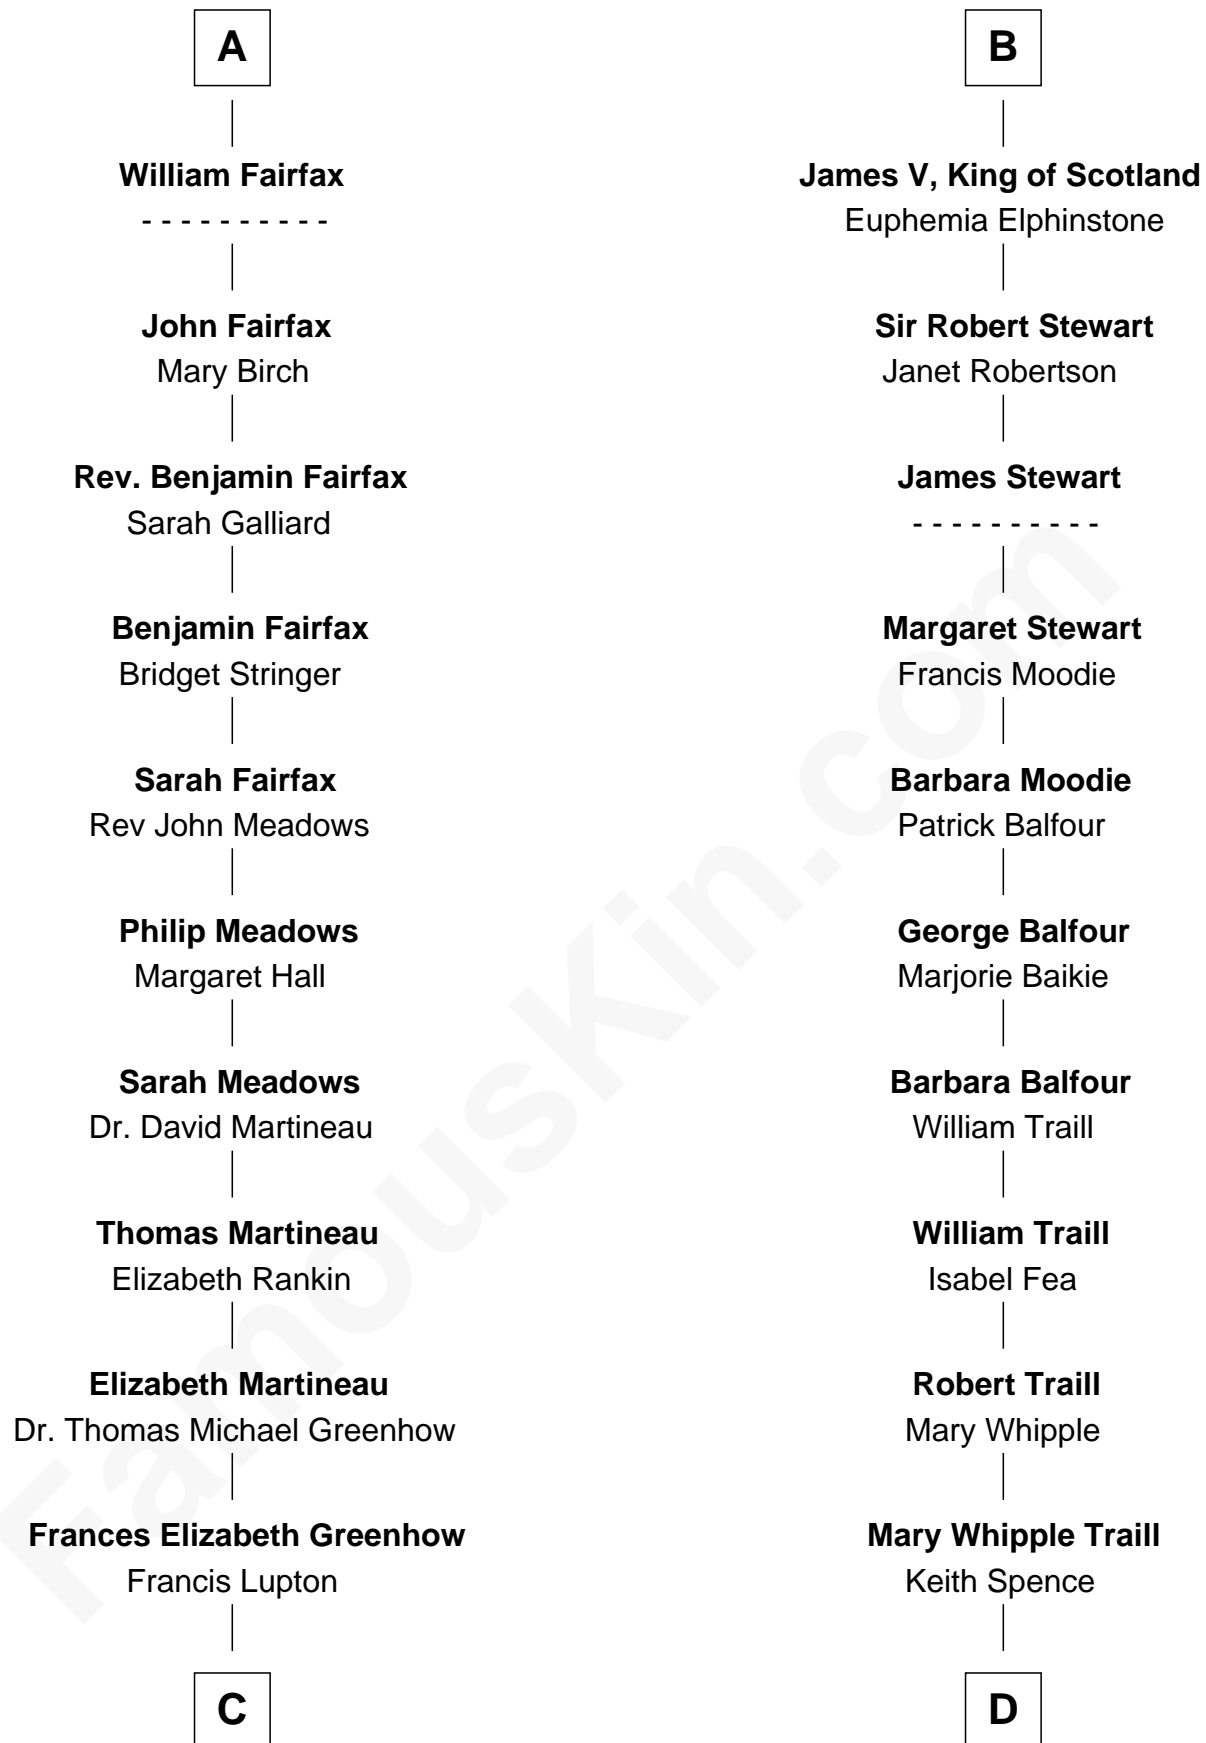 A
William Fairfax
- - - - - - - - - -
John Fairfax
Mary Birch
Rev. Benjamin Fairfax
Sarah Galliard
Benjamin Fairfax
Bridget Stringer
Sarah Fairfax
Rev John Meadows
Philip Meadows
Margaret Hall
Sarah Meadows
Dr. David Martineau
Thomas Martineau
Elizabeth Rankin
Elizabeth Martineau
Dr. Thomas Michael Greenhow
Frances Elizabeth Greenhow
Francis Lupton
C
B
James V, King of Scotland
Euphemia Elphinstone
Sir Robert Stewart
Janet Robertson
James Stewart
- - - - - - - - - -
Margaret Stewart
Francis Moodie
Barbara Moodie
Patrick Balfour
George Balfour
Marjorie Baikie
Barbara Balfour
William Traill
William Traill
Isabel Fea
Robert Traill
Mary Whipple
Mary Whipple Traill
Keith Spence
D
FamousKin.com